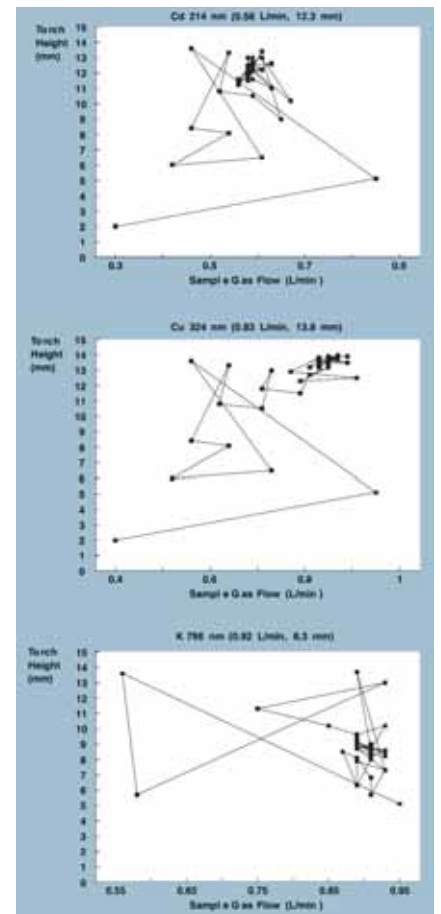 Cd 214 nm (0.56 L/min, 12.3 mm)
Torch
Height
(mm)
15
14
13
12
11
10
9
8
7
6
5
4
3
2
1
0
0.3 0.5 0.7 0.9
Sample Gas Flow (L/min)
Cu 324 nm (0.83 L/min, 13.8 mm)
Torch
Height
(mm)
15
14
13
12
11
10
9
8
7
6
5
4
3
2
1
0
0.4 0.6 0.8 1
Sample Gas Flow (L/min)
K 766 nm (0.92 L/min, 8.3 mm)
Torch
Height
(mm)
15
14
13
12
11
10
9
8
7
6
5
4
3
2
1
0
0.55 0.65 0.75 0.85 0.95
Sample Gas Flow (L/min)